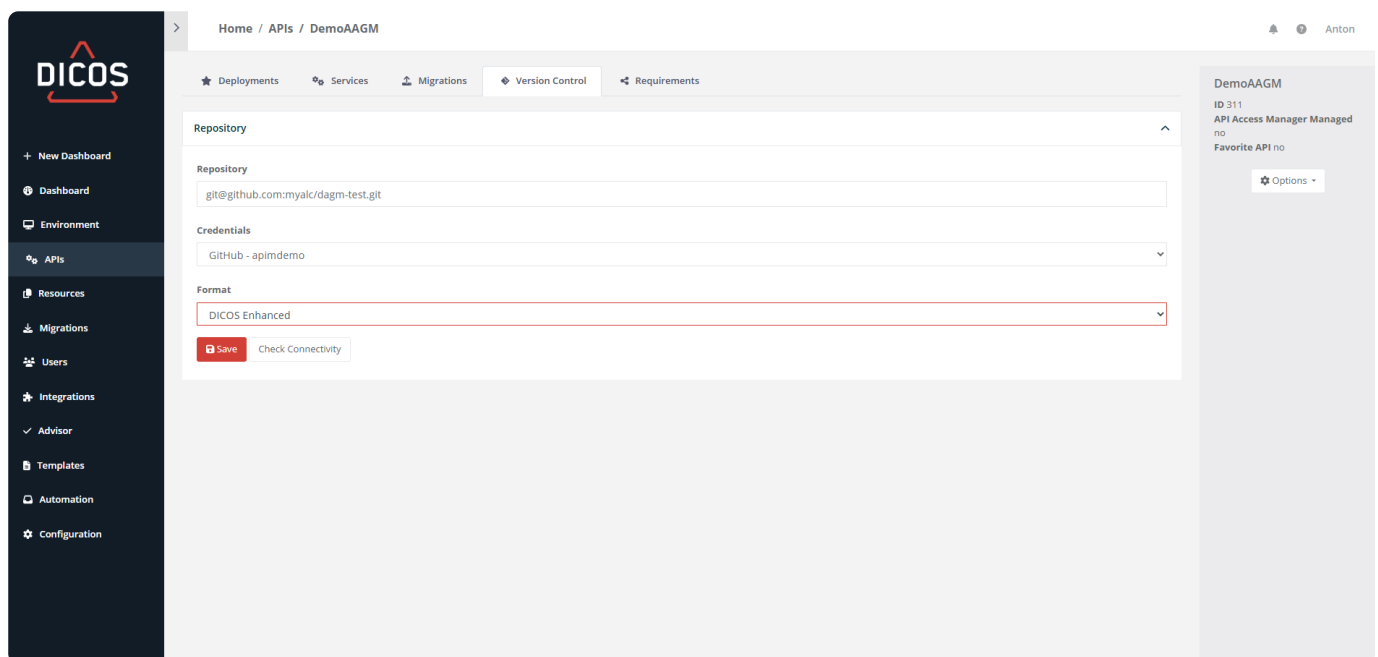 DICOS
Home / APIs / DemoAAGM
Anton
New Dashboard
Dashboard
Environment
APIs
Resources
Migrations
Users
Integrations
Advisor
Templates
Automation
Configuration
Deployments
Services
Migrations
Version Control
Requirements
Repository
Repository
git@github.com:myalc/dagm-test.git
Credentials
GitHub - apimdemo
Format
DICOS Enhanced
Save
Check Connectivity
DemoAAGM
ID 311
API Access Manager Managed
no
Favorite API no
Options